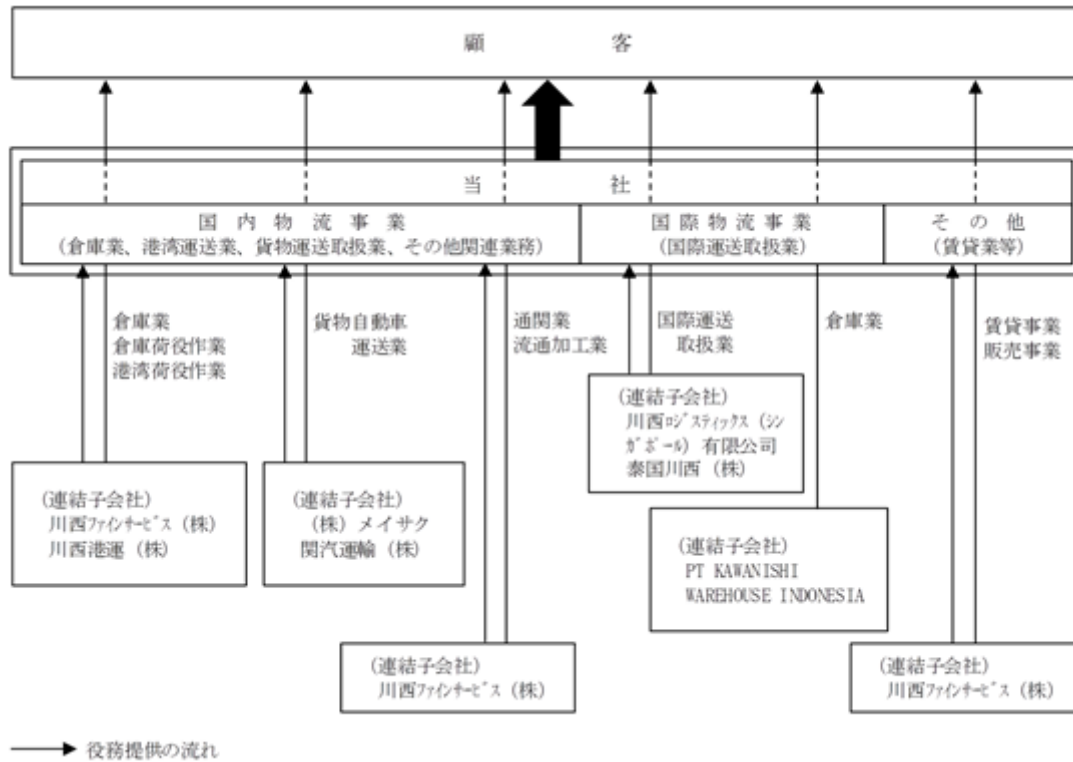 顧客
当社
国内物流事業
(倉庫業、港湾運送業、貨物運送取扱業、その他関連業務)
国際物流事業
(国際運送取扱業)
その他
(賃貸業等)
倉庫業
倉庫荷役作業
港湾荷役作業
貨物自動車
運送業
通関業
流通加工業
国際運送
取扱業
倉庫業
賃貸事業
販売事業
(連結子会社)
川西ﾛｼﾞｽﾃｨｯｸｽ (ｼﾝ
ｶﾞﾎﾟｰﾙ) 有限公司
泰国川西 (株)
(連結子会社)
川西ﾌｧｲﾝｻｰﾋﾞｽ (株)
川西港運 (株)
(連結子会社)
(株) メイサク
関汽運輸 (株)
(連結子会社)
PT KAWANISHI
WAREHOUSE INDONESIA
(連結子会社)
川西ﾌｧｲﾝｻｰﾋﾞｽ (株)
(連結子会社)
川西ﾌｧｲﾝｻｰﾋﾞｽ (株)
役務提供の流れ